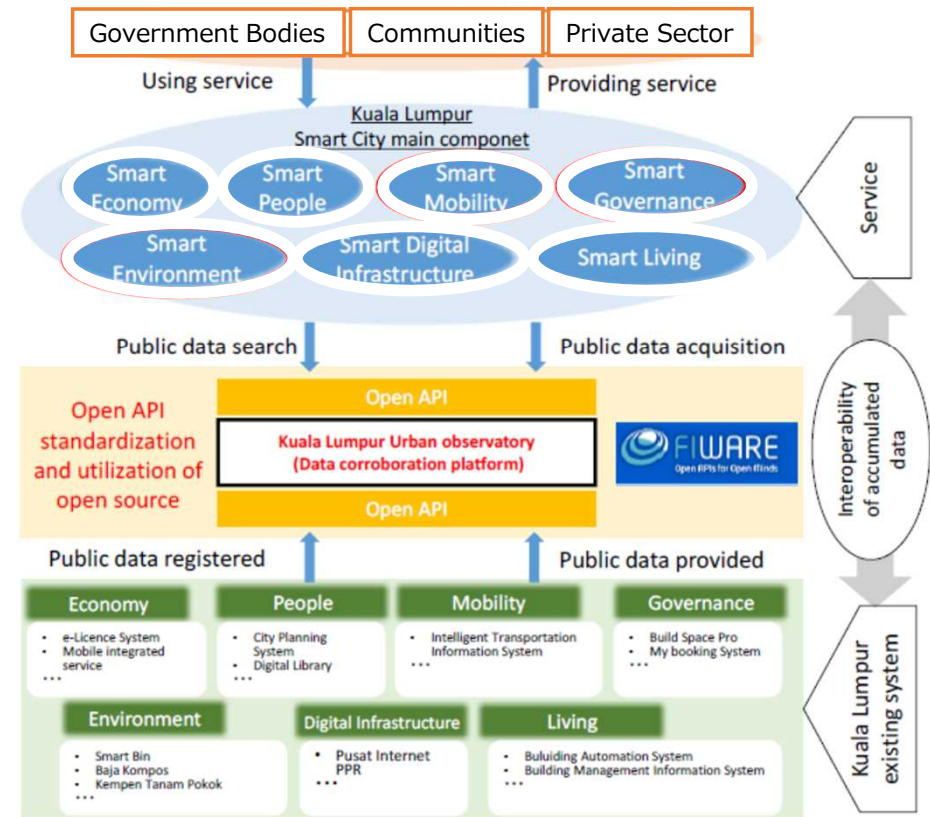 Government Bodies
Communities
Private Sector
Using service
Providing service
Kuala Lumpur
Smart City main componet
Smart
Economy
Smart
People
Smart
Mobility
Smart
Governance
Smart
Environment
Smart Digital
Infrastructure
Smart Living
Service
Public data search
Public data acquisition
Open API
standardization
and utilization of
open source
Open API
Kuala Lumpur Urban observatory
(Data corroboration platform)
Open API
FIWARE
Open APIs for Open Minds
Interoperability
of accumulated
data
Public data registered
Public data provided
Economy
• e-Licence System
• Mobile integrated
service
...
People
• City Planning
System
• Digital Library
...
Mobility
• Intelligent Transportation
Information System
...
Governance
• Build Space Pro
• My booking System
...
Environment
• Smart Bin
• Baja Kompos
• Kempen Tanam Pokok
...
Digital Infrastructure
• Pusat Internet
PPR
...
Living
• Buluiding Automation System
• Building Management Information System
...
Kuala Lumpur
existing system